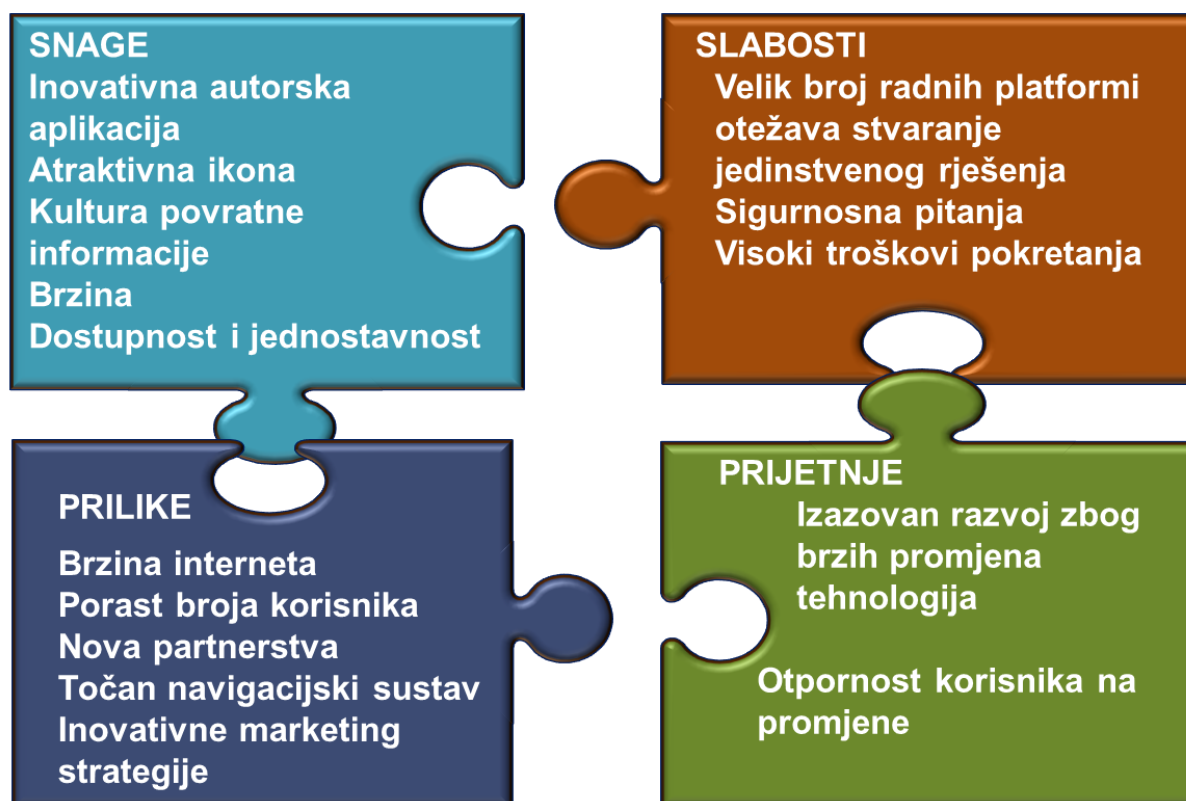 SNAGE
Inovativna autorska
aplikacija
Atraktivna ikona
Kultura povratne
informacije
Brzina
Dostupnost i jednostavnost
SLABOSTI
Velik broj radnih platformi
otežava stvaranje
jedinstvenog rješenja
Sigurnosna pitanja
Visoki troškovi pokretanja
PRILIKE
Brzina interneta
Porast broja korisnika
Nova partnerstva
Točan navigacijski sustav
Inovativne marketing
strategije
PRIJETNJE
Izazovan razvoj zbog
brzih promjena
tehnologija
Otpornost korisnika na
promjene